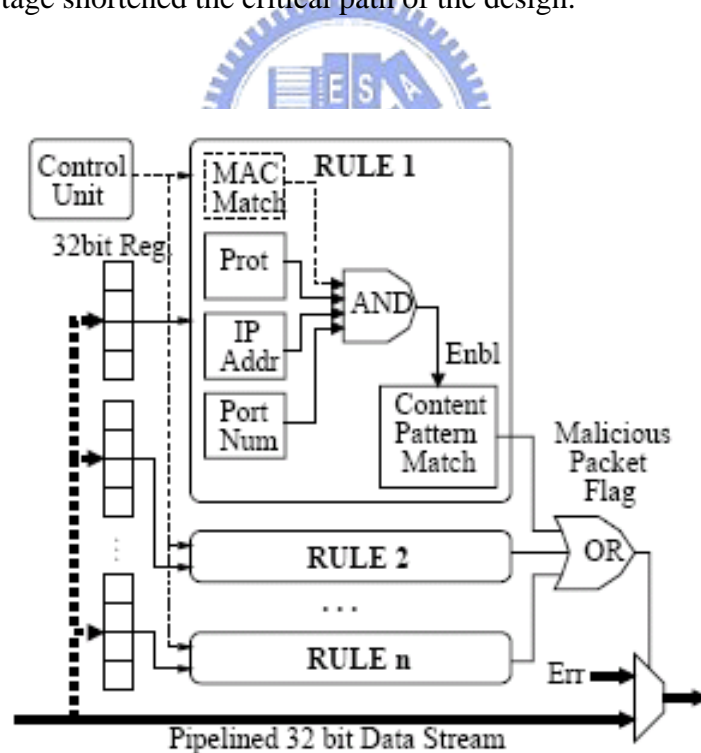 tage shortened the critical path of the design.
ESA
Control
Unit
MAC
Match
RULE 1
32bit Reg.
Prot
AND
IP
Addr
Enbl
Port
Num
Content
Pattern
Match
Malicious
Packet
Flag
RULE 2
OR
...
RULE n
Err
Pipelined 32 bit Data Stream